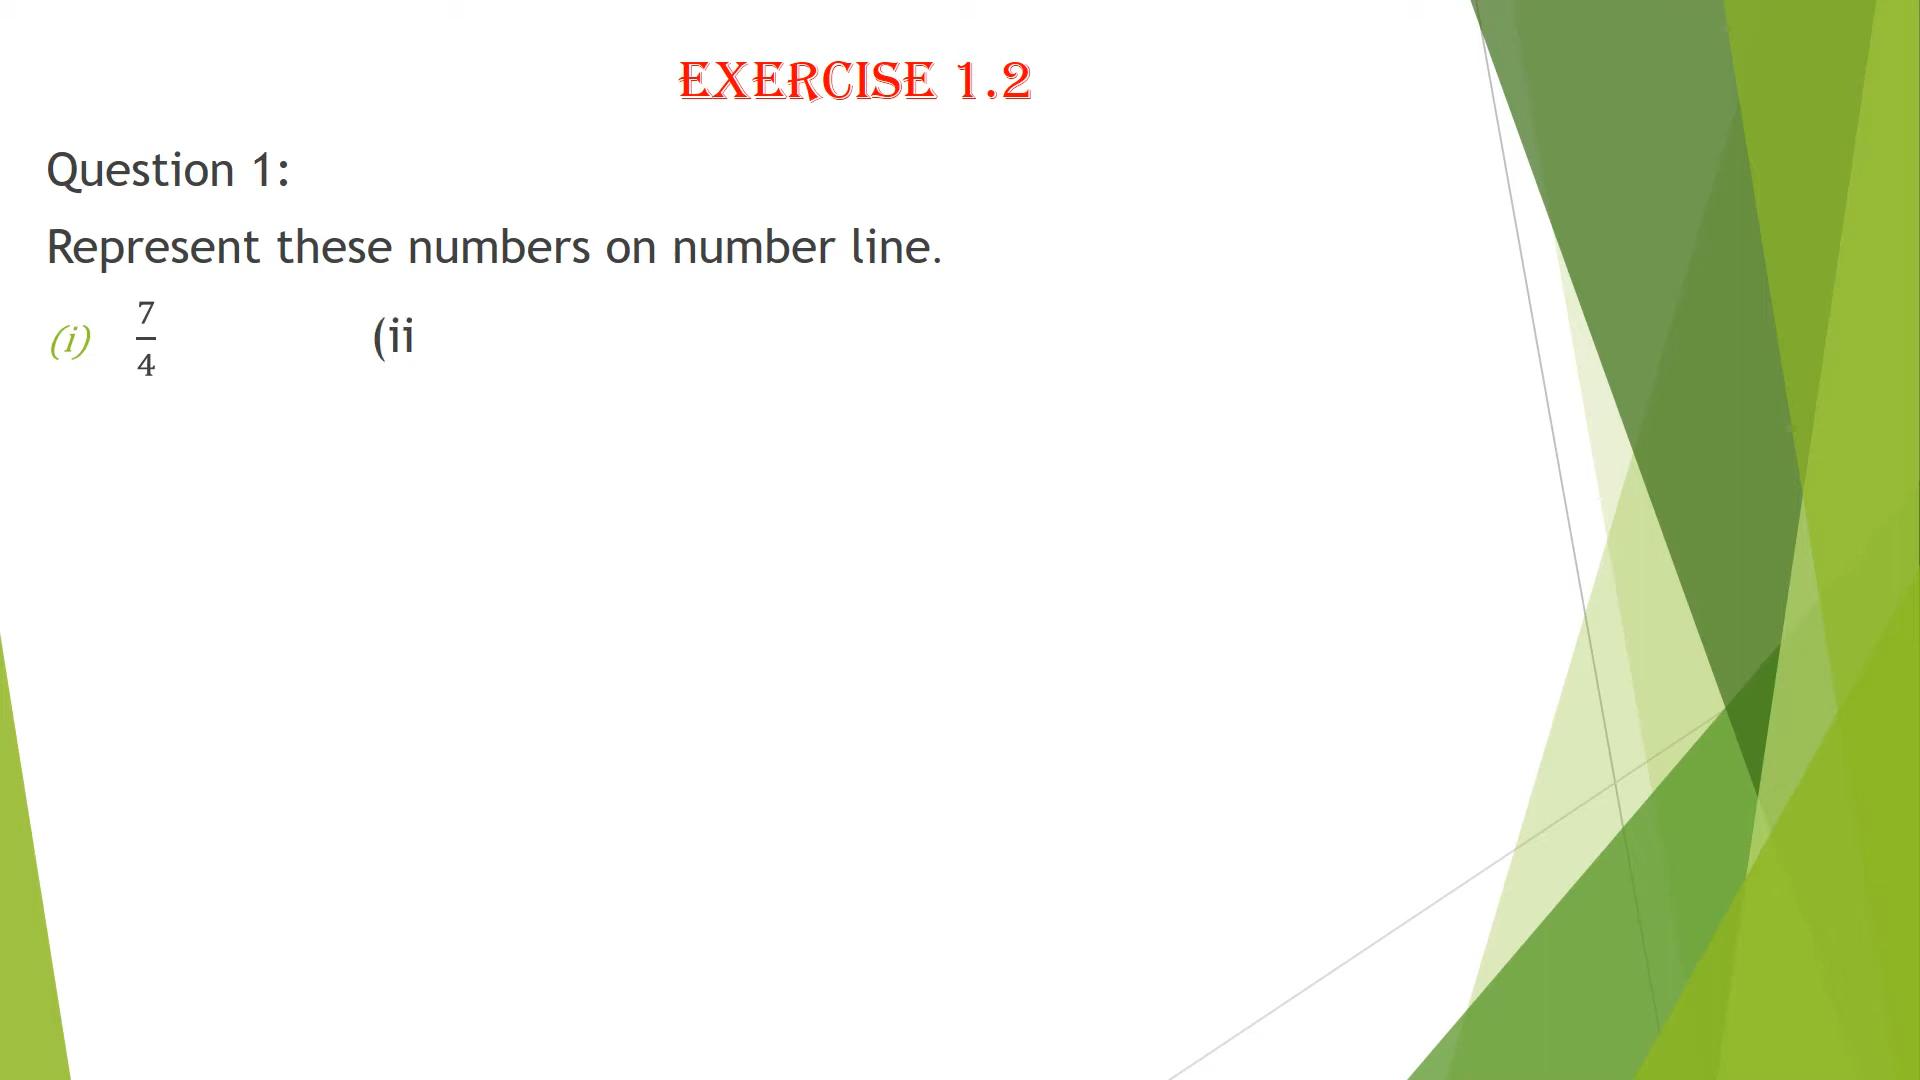 EXERCISE 1.2
Question 1:
Represent these numbers on number line.
(i) 7/4 (ii